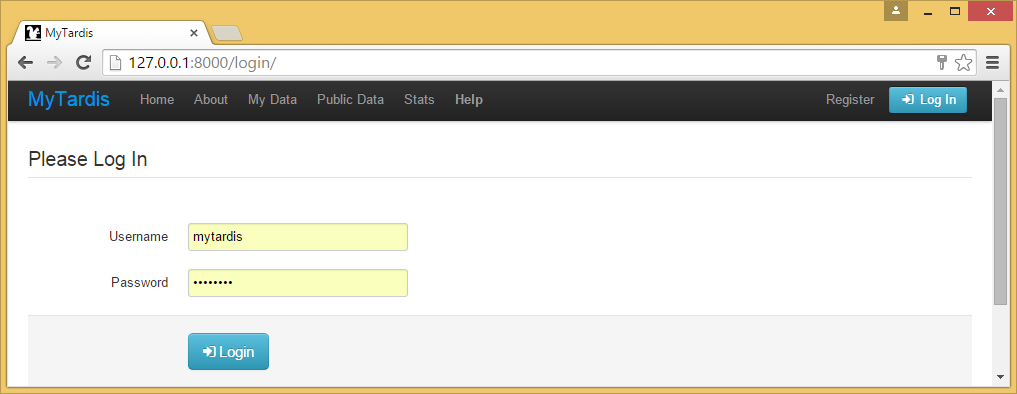 MyTardis
127.0.0.1:8000/login/
MyTardis Home About My Data Public Data Stats Help Register Log In
Please Log In
Username mytardis
Password ••••••••
Login